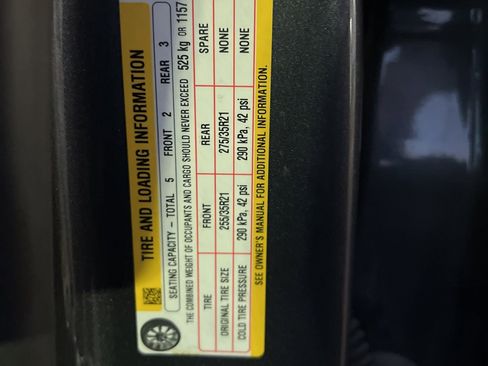 TIRE AND LOADING INFORMATION
SEATING CAPACITY - TOTAL 5 FRONT 2 REAR 3
THE COMBINED WEIGHT OF OCCUPANTS AND CARGO SHOULD NEVER EXCEED 525 kg OR 1157
TIRE FRONT REAR SPARE
ORIGINAL TIRE SIZE 255/35R21 275/35R21 NONE
COLD TIRE PRESSURE 290 kPa, 42 psi 290 kPa, 42 psi NONE
SEE OWNER'S MANUAL FOR ADDITIONAL INFORMATION.